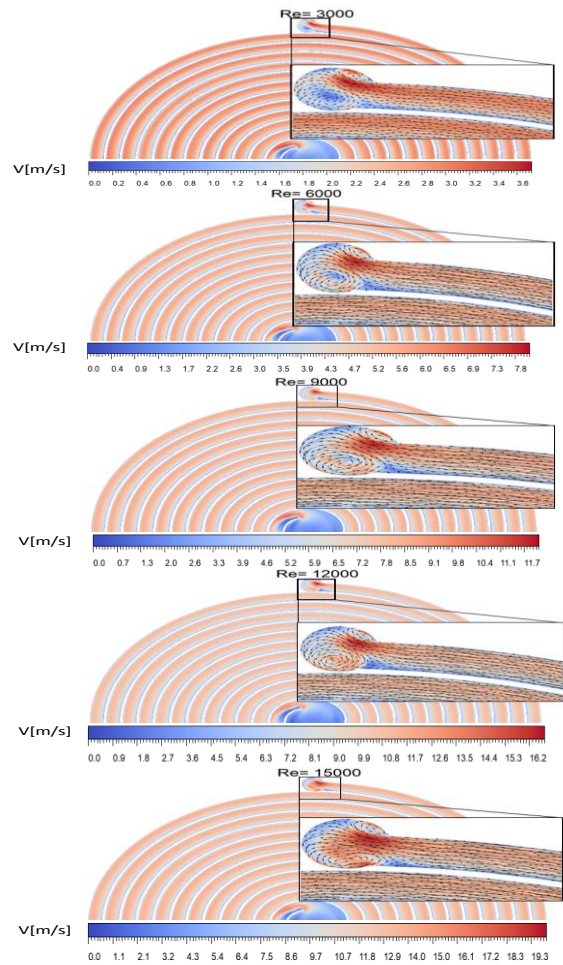 Re= 3000
V[m/s]
0.0 0.2 0.4 0.6 0.8 1.0 1.2 1.4 1.6 1.8 2.0 2.2 2.4 2.6 2.8 3.0 3.2 3.4 3.6
Re= 6000
V[m/s]
0.0 0.4 0.9 1.3 1.7 2.2 2.6 3.0 3.5 3.9 4.3 4.7 5.2 5.6 6.0 6.5 6.9 7.3 7.8
Re= 9000
V[m/s]
0.0 0.7 1.3 2.0 2.6 3.3 3.9 4.6 5.2 5.9 6.5 7.2 7.8 8.5 9.1 9.8 10.4 11.1 11.7
Re= 12000
V[m/s]
0.0 0.9 1.8 2.7 3.6 4.5 5.4 6.3 7.2 8.1 9.0 9.9 10.8 11.7 12.6 13.5 14.4 15.3 16.2
Re= 15000
V[m/s]
0.0 1.1 2.2 3.2 4.3 5.4 6.4 7.5 8.6 9.7 10.7 11.8 12.9 14.0 15.0 16.1 17.2 18.3 19.3